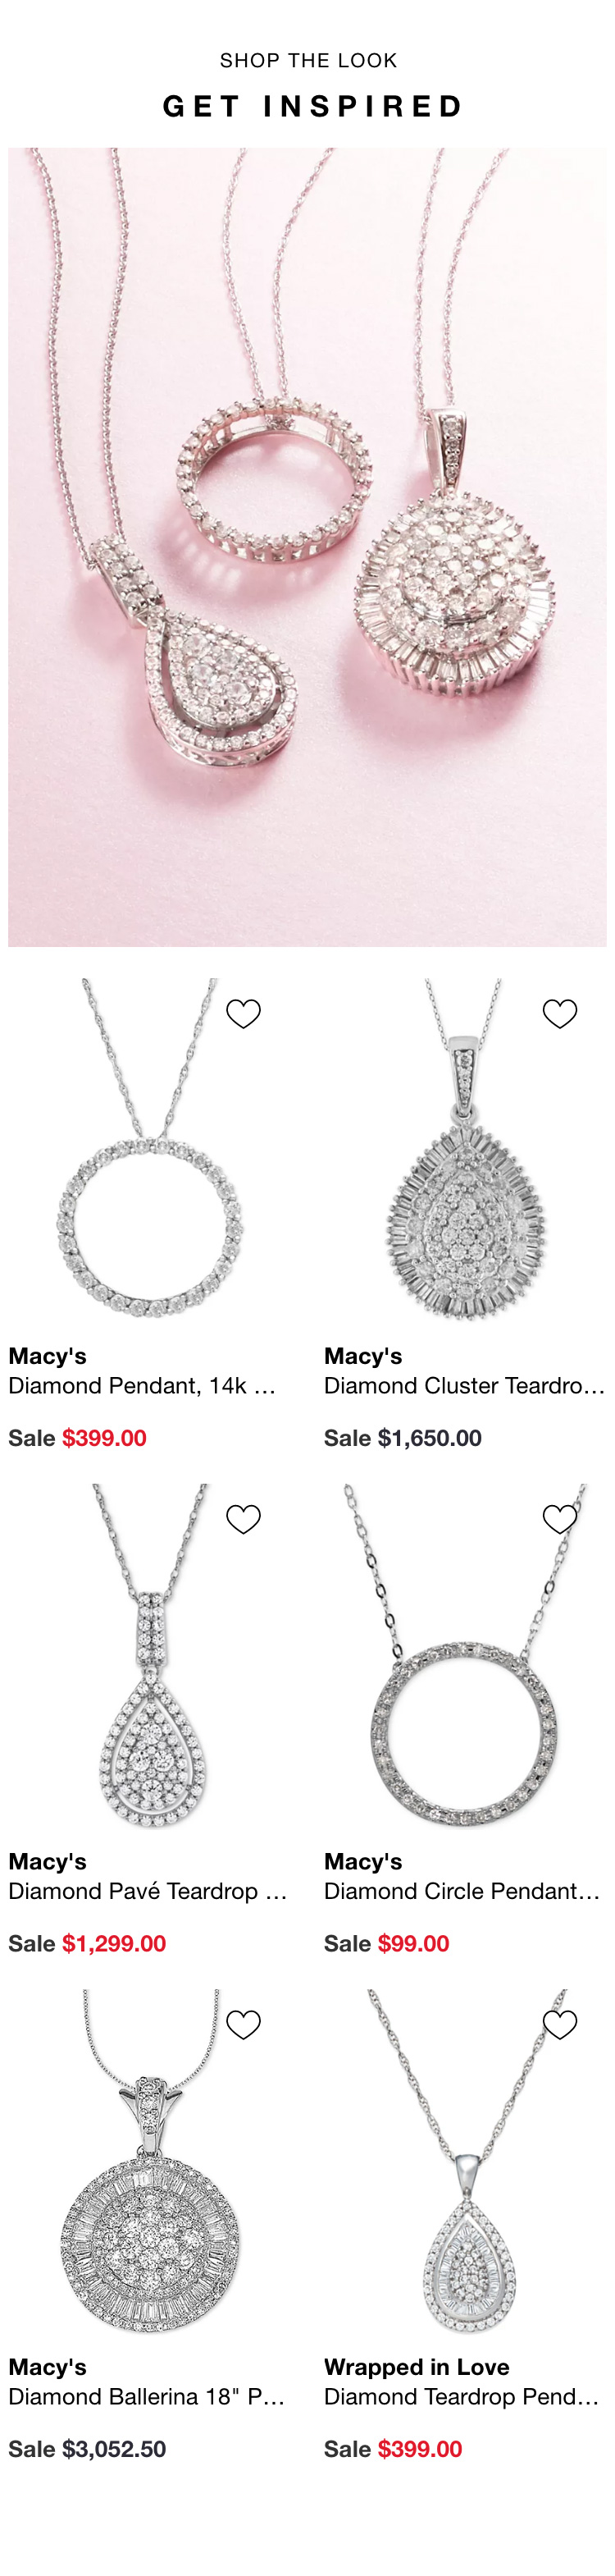 SHOP THE LOOK
GET INSPIRED
Macy's
Diamond Pendant, 14k ...
Sale $399.00
Macy's
Diamond Cluster Teardro...
Sale $1,650.00
Macy's
Diamond Pavé Teardrop ...
Sale $1,299.00
Macy's
Diamond Circle Pendant...
Sale $99.00
Macy's
Diamond Ballerina 18" P...
Sale $3,052.50
Wrapped in Love
Diamond Teardrop Pend...
Sale $399.00